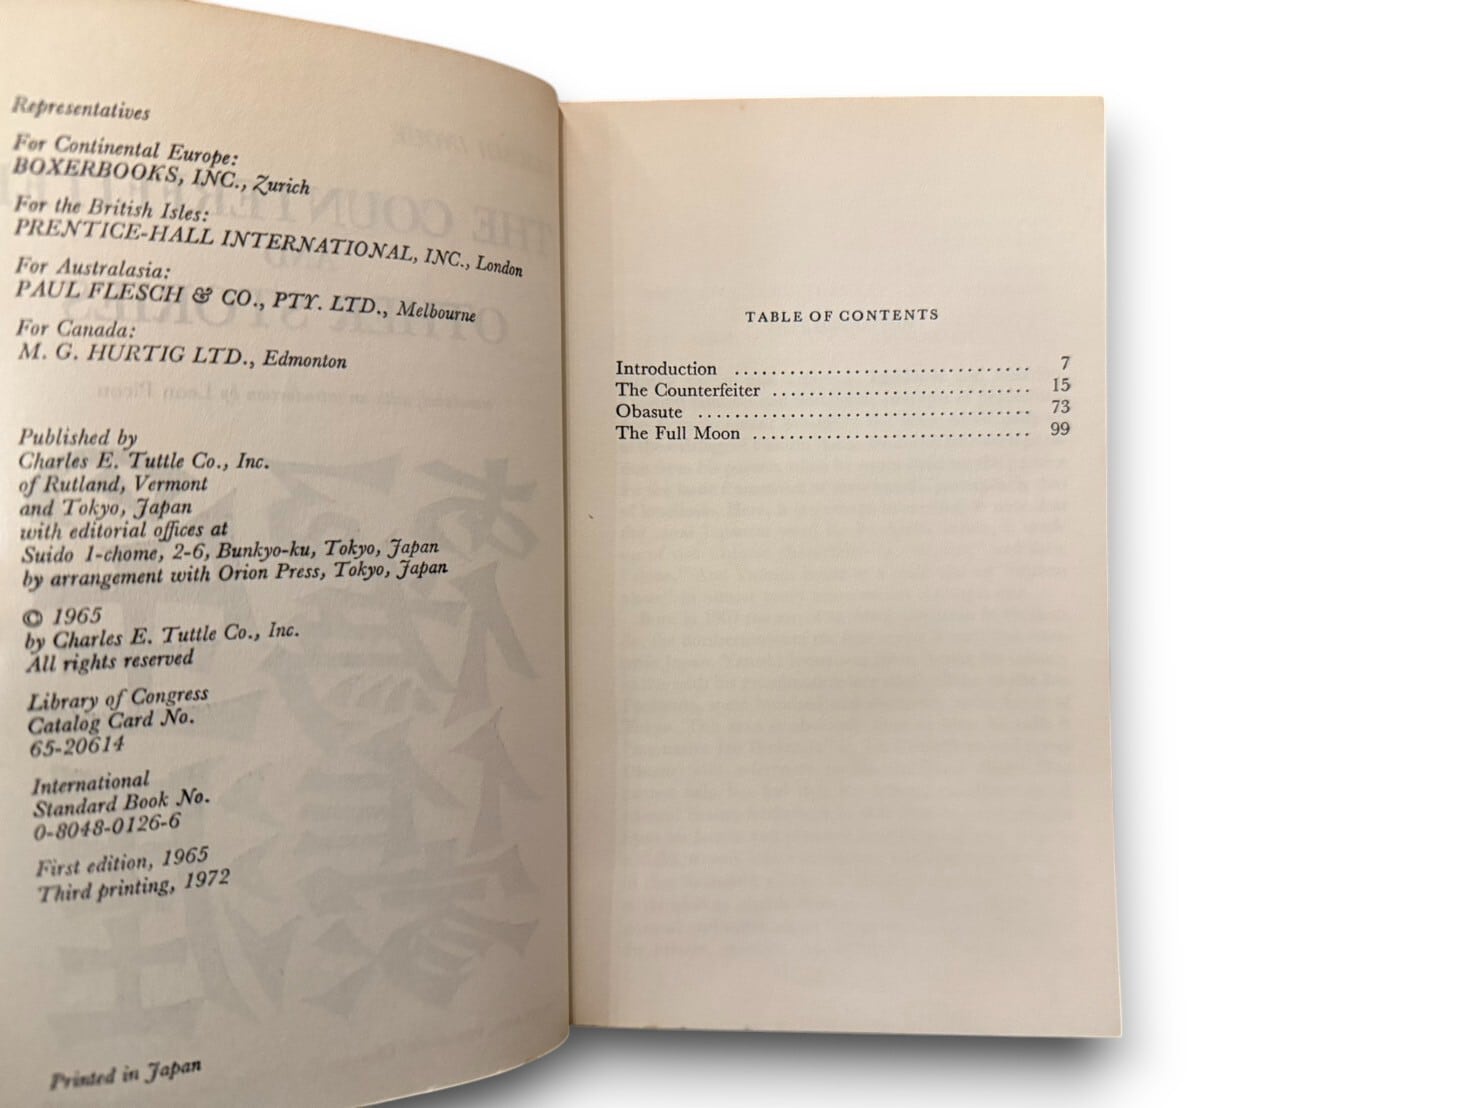 Representatives
For Continental Europe:
BOXERBOOKS, INC., Zurich
For the British Isles:
PRENTICE-HALL INTERNATIONAL, INC., London
For Australasia:
PAUL FLESCH & CO., PTY. LTD., Melbourne
For Canada:
M. G. HURTIG LTD., Edmonton
Published by
Charles E. Tuttle Co., Inc.
of Rutland, Vermont
and Tokyo, Japan
with editorial offices at
Suido 1-chome, 2-6, Bunkyo-ku, Tokyo, Japan
by arrangement with Orion Press, Tokyo, Japan
© 1965
by Charles E. Tuttle Co., Inc.
All rights reserved
Library of Congress
Catalog Card No.
65-20614
International
Standard Book No.
0-8048-0126-6
First edition, 1965
Third printing, 1972
Printed in Japan
TABLE OF CONTENTS
Introduction ................................ 7
The Counterfeiter ............................. 15
Obasute ..................................... 73
The Full Moon ............................... 99